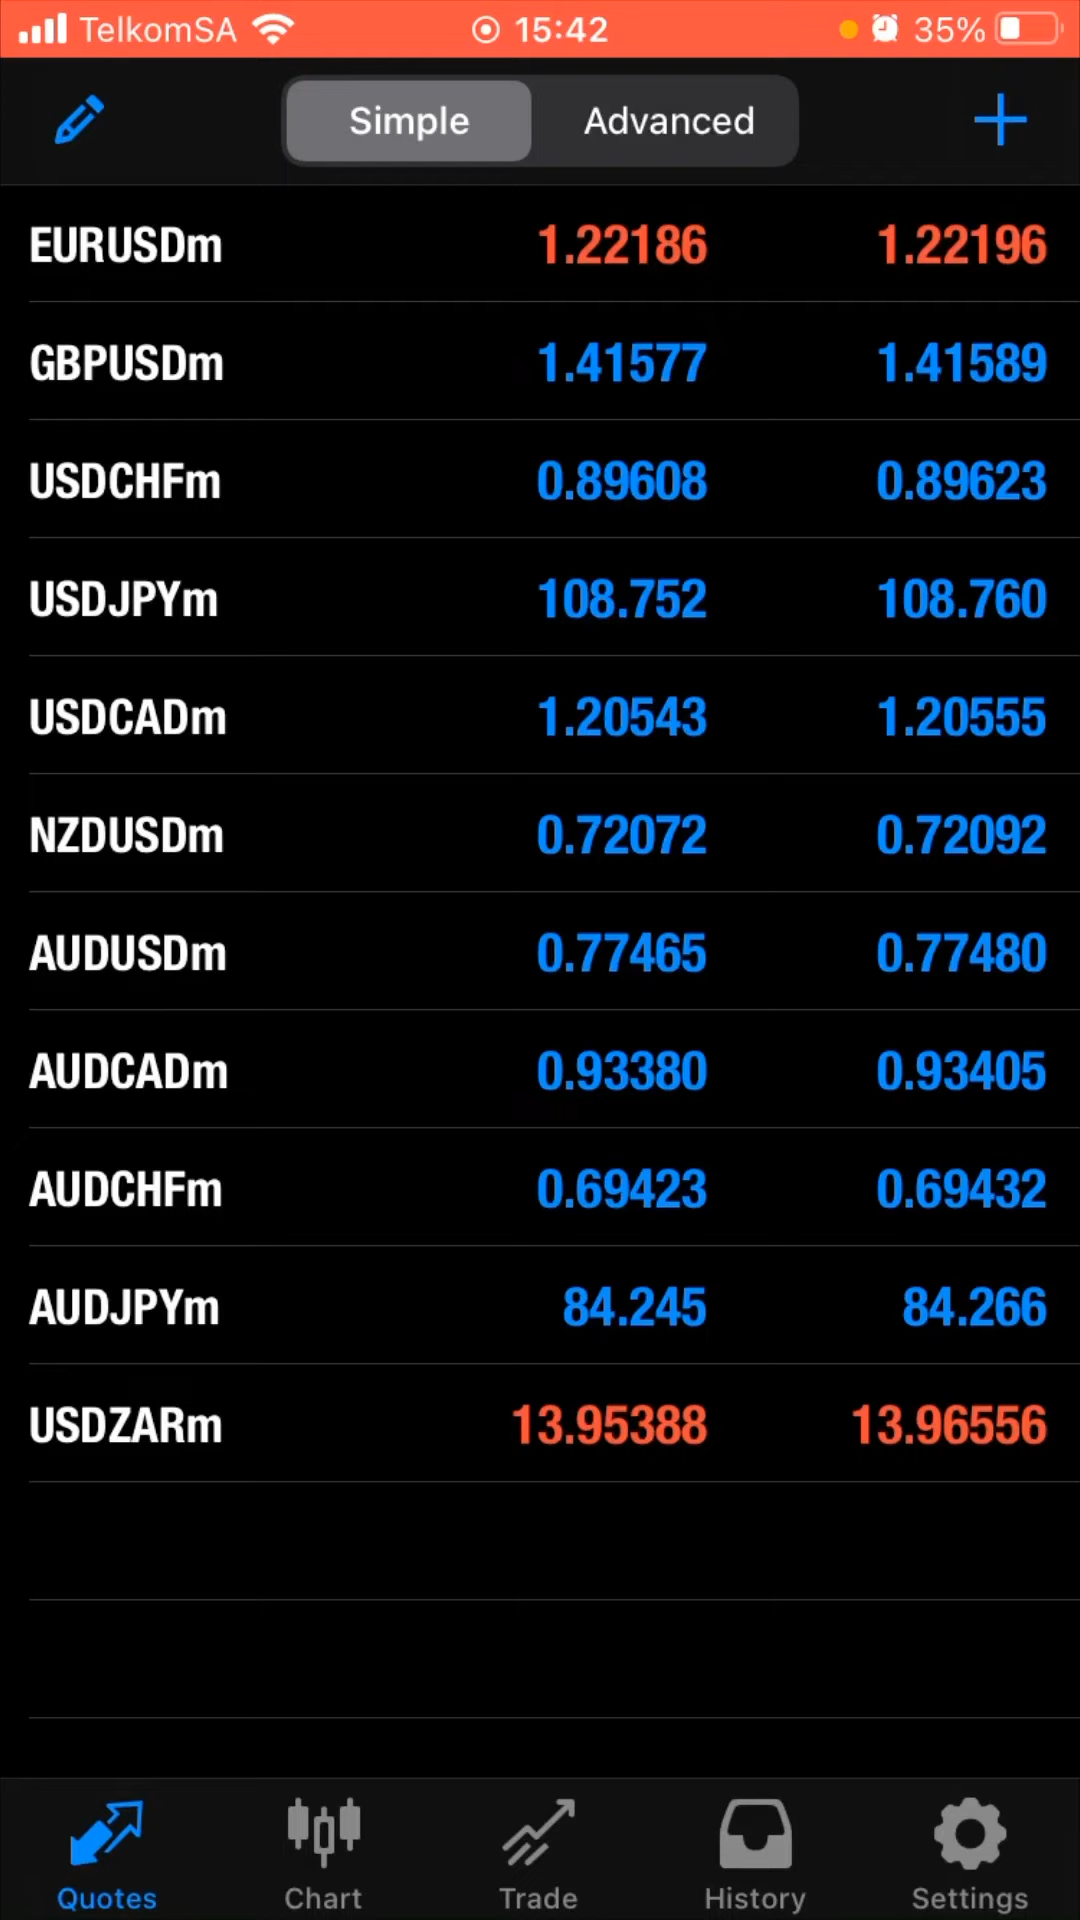 TelkomSA 15:42 35%
Simple Advanced
EURUSDm 1.22186 1.22196
GBPUSDm 1.41577 1.41589
USDCHFm 0.89608 0.89623
USDJPYm 108.752 108.760
USDCADm 1.20543 1.20555
NZDUSDm 0.72072 0.72092
AUDUSDm 0.77465 0.77480
AUDCADm 0.93380 0.93405
AUDCHFm 0.69423 0.69432
AUDJPYm 84.245 84.266
USDZARm 13.95388 13.96556
Quotes Chart Trade History Settings